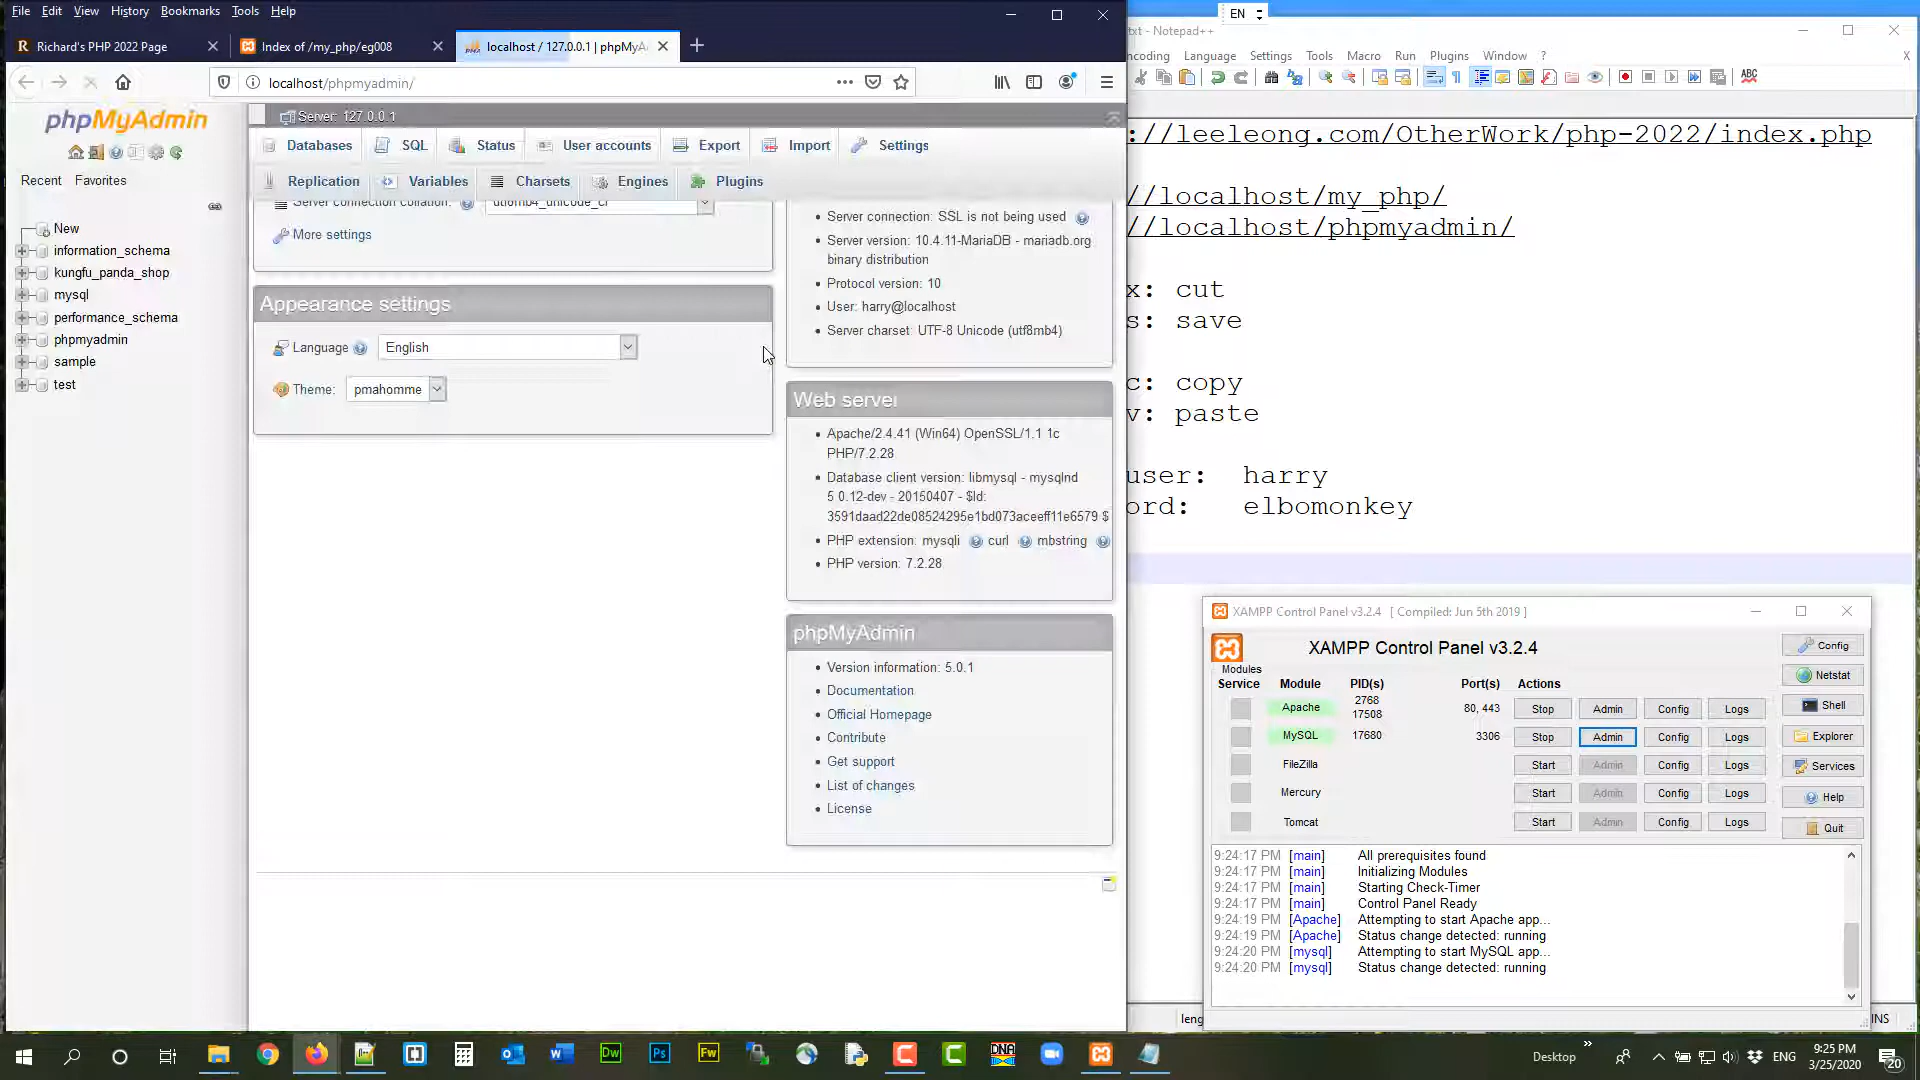 File Edit View History Bookmarks Tools Help
Richard's PHP 2022 Page
Index of /my_php/eg008
localhost / 127.0.0.1 | phpMyA
localhost/phpmyadmin/
phpMyAdmin
Recent Favorites
New
information_schema
kungfu_panda_shop
mysql
performance_schema
phpmyadmin
sample
test
Server: 127.0.0.1
Databases SQL Status User accounts Export Import Settings
Replication Variables Charsets Engines Plugins
Server connection collation: utf8mb4_unicode_ci
More settings
Appearance settings
Language English
Theme: pmahomme
Server connection: SSL is not being used
Server version: 10.4.11-MariaDB - mariadb.org
binary distribution
Protocol version: 10
User: harry@localhost
Server charset: UTF-8 Unicode (utf8mb4)
Web server
Apache/2.4.41 (Win64) OpenSSL/1.1 1c
PHP/7.2.28
Database client version: libmysql - mysqlnd
5 0.12-dev - 20150407 - $Id:
3591daad22de08524295e1bd073aceeff11e6579 $
PHP extension: mysqli curl mbstring
PHP version: 7.2.28
phpMyAdmin
Version information: 5.0.1
Documentation
Official Homepage
Contribute
Get support
List of changes
License
EN
txt - Notepad++
ncoding Language Settings Tools Macro Run Plugins Window ? X
ABC
://leeleong.com/OtherWork/php-2022/index.php
//localhost/my_php/
//localhost/phpmyadmin/
x: cut
s: save
c: copy
v: paste
user: harry
ord: elbomonkey
XAMPP Control Panel v3.2.4 [ Compiled: Jun 5th 2019 ]
XAMPP Control Panel v3.2.4
Config
Modules
Service Module PID(s) Port(s) Actions
Netstat
Apache 2768
17508 80, 443 Stop Admin Config Logs
Shell
MySQL 17680 3306 Stop Admin Config Logs
Explorer
FileZilla Start Admin Config Logs
Services
Mercury Start Admin Config Logs
Help
Tomcat Start Admin Config Logs
Quit
9:24:17 PM [main] All prerequisites found
9:24:17 PM [main] Initializing Modules
9:24:17 PM [main] Starting Check-Timer
9:24:17 PM [main] Control Panel Ready
9:24:19 PM [Apache] Attempting to start Apache app...
9:24:19 PM [Apache] Status change detected: running
9:24:20 PM [mysql] Attempting to start MySQL app...
9:24:20 PM [mysql] Status change detected: running
leng
INS
Dw Ps Fw DNA
Desktop » ENG
9:25 PM
3/25/2020
20